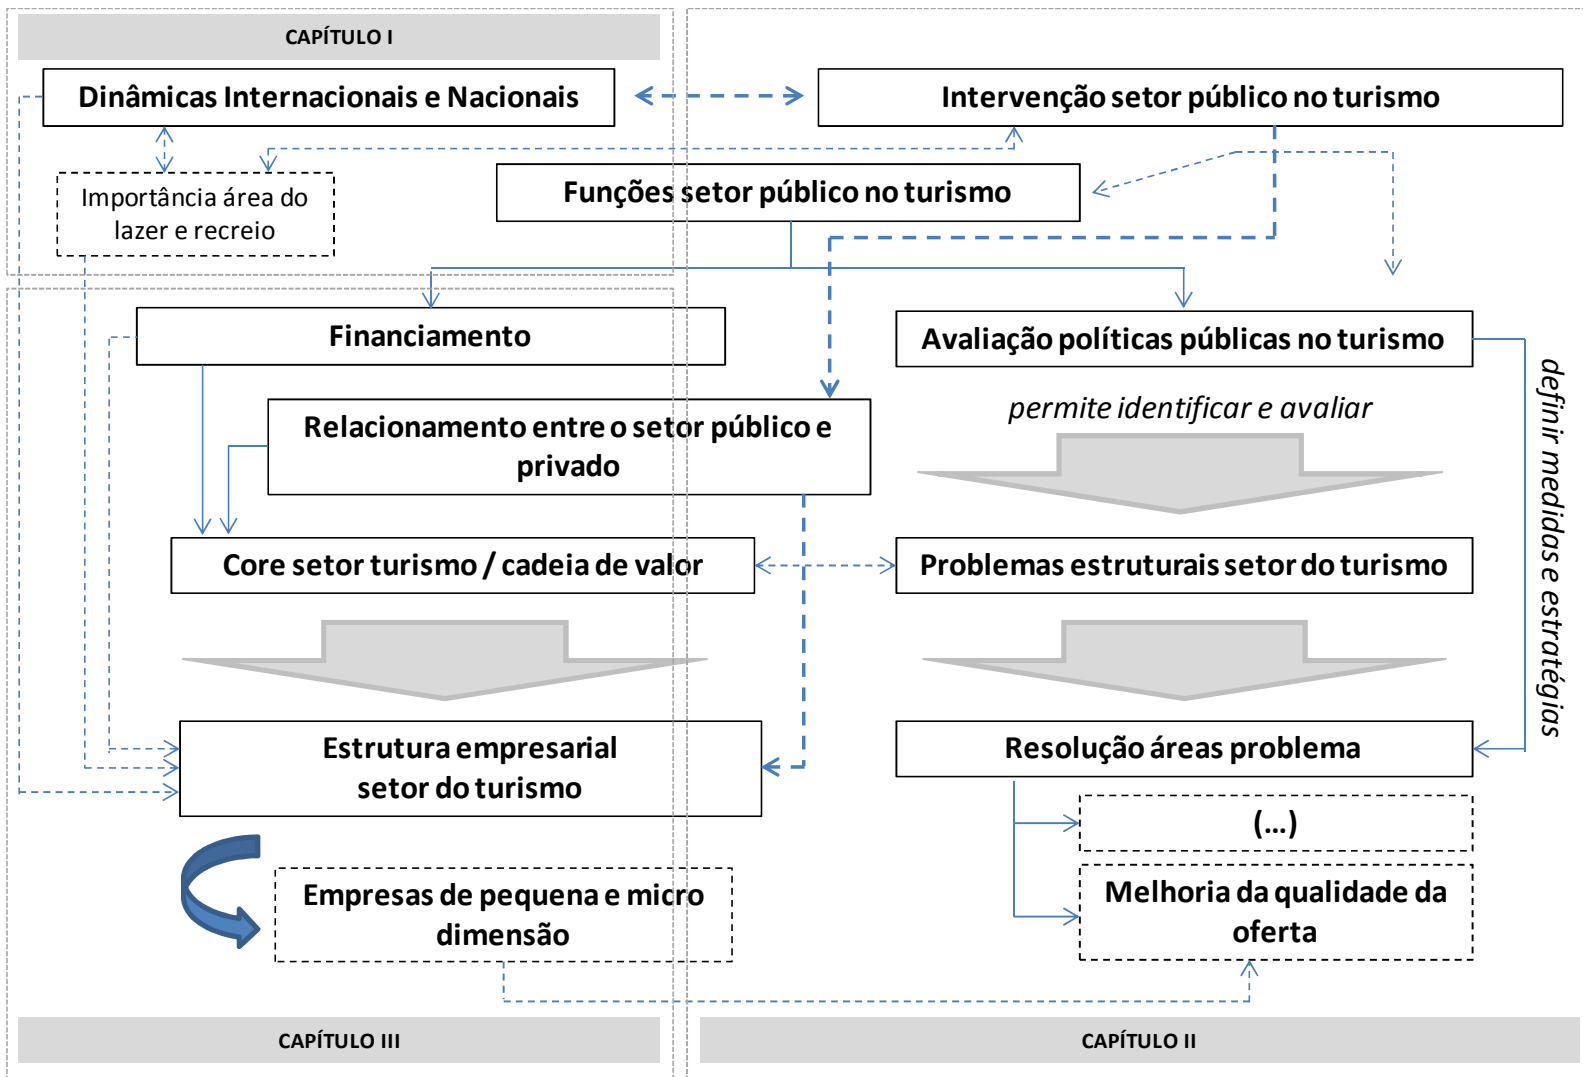 CAPÍTULO I
Dinâmicas Internacionais e Nacionais
Intervenção setor público no turismo
Importância área do
lazer e recreio
Funções setor público no turismo
Financiamento
Avaliação políticas públicas no turismo
permite identificar e avaliar
definir medidas e estratégias
Relacionamento entre o setor público e
privado
Core setor turismo / cadeia de valor
Problemas estruturais setor do turismo
Estrutura empresarial
setor do turismo
Resolução áreas problema
(...)
Empresas de pequena e micro
dimensão
Melhoria da qualidade da
oferta
CAPÍTULO III
CAPÍTULO II